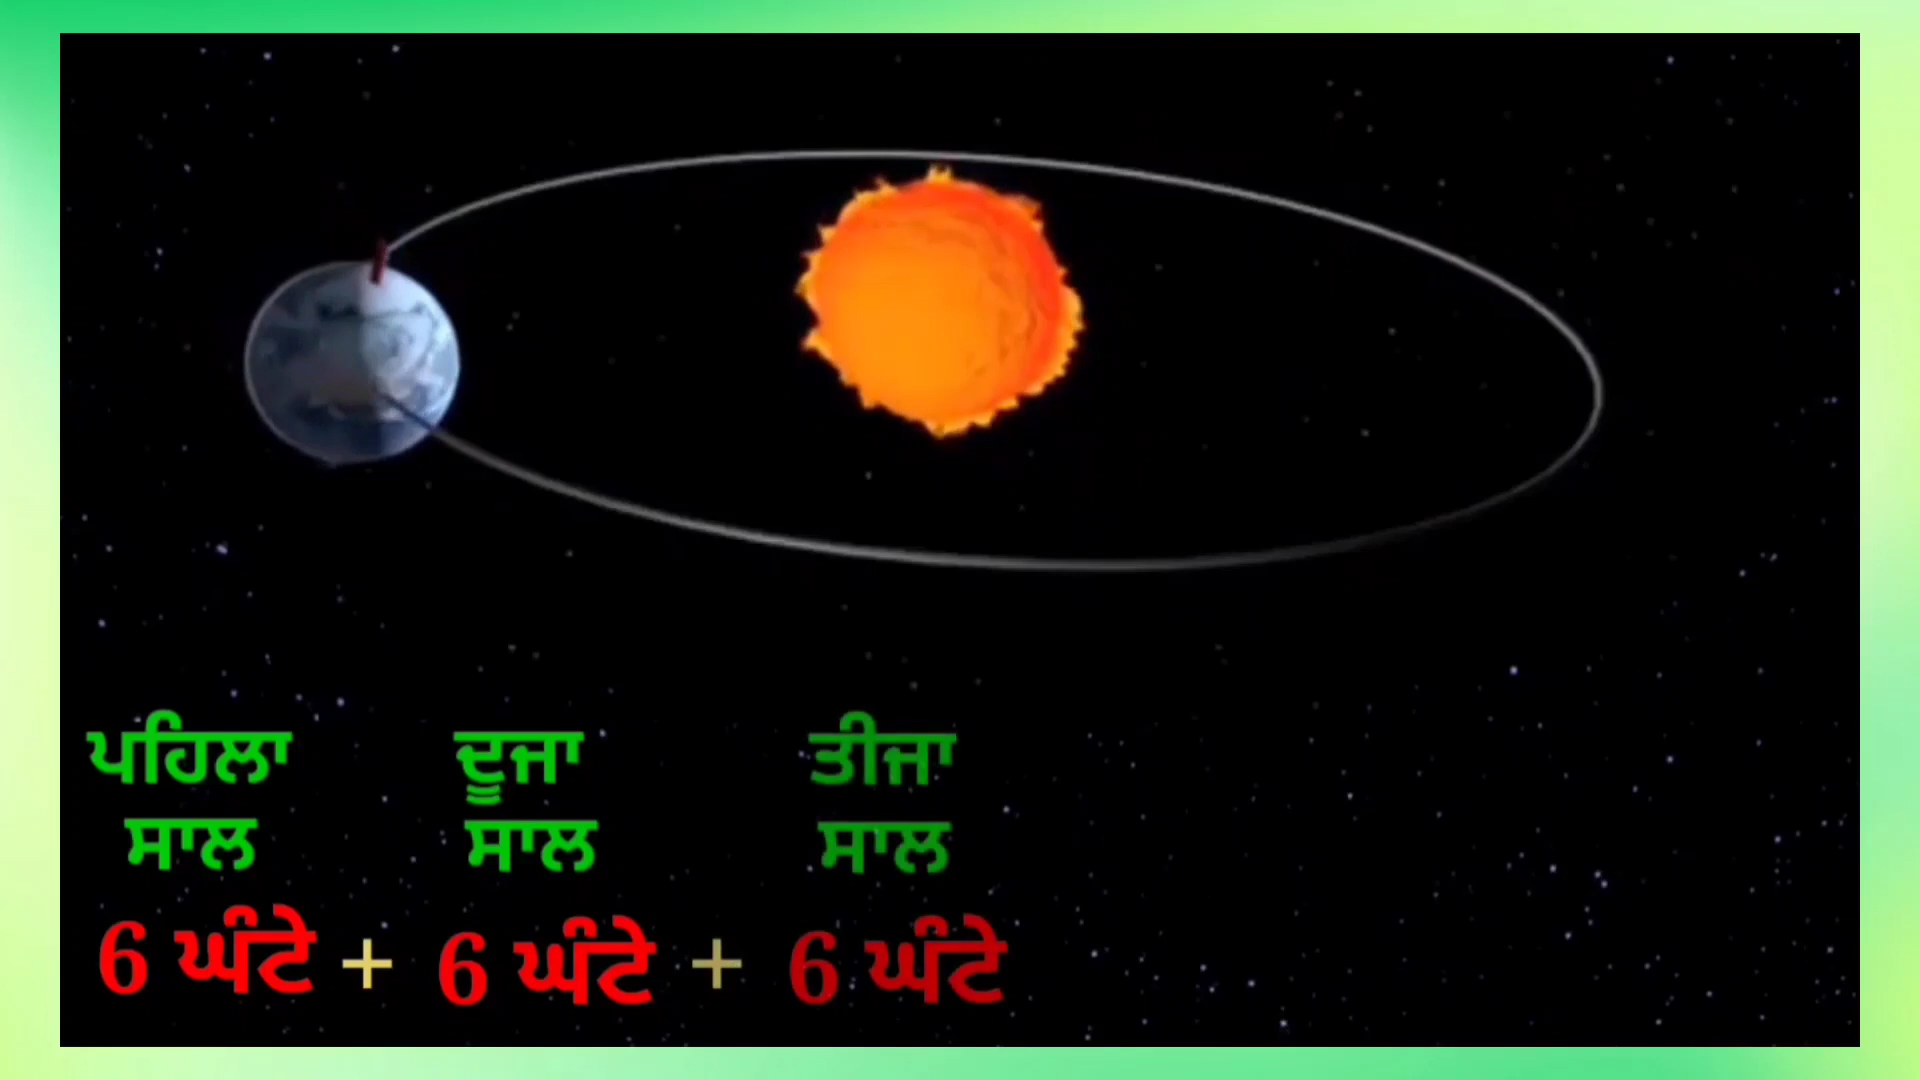 ਪਹਿਲਾ ਦੂਜਾ ਤੀਜਾ
ਸਾਲ ਸਾਲ ਸਾਲ
6 ਘੰਟੇ + 6 ਘੰਟੇ + 6 ਘੰਟੇ